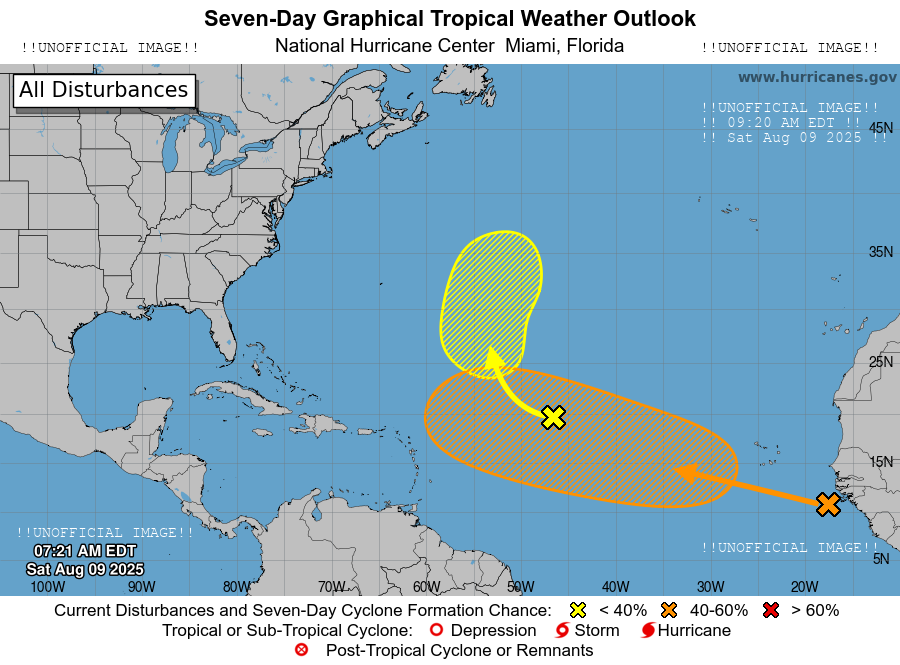 Seven-Day Graphical Tropical Weather Outlook
!!UNOFFICIAL IMAGE!! National Hurricane Center Miami, Florida !!UNOFFICIAL IMAGE!!
All Disturbances
www.hurricanes.gov
!!UNOFFICIAL IMAGE!!
!! 09:20 AM EDT !!
!! Sat Aug 09 2025 !!
45N
35N
25N
15N
!!UNOFFICIAL IMAGE!!
!!UNOFFICIAL IMAGE!!
07:21 AM EDT
Sat Aug 09 2025
5N
100W 90W 80W 70W 60W 50W 40W 30W 20W
Current Disturbances and Seven-Day Cyclone Formation Chance: < 40% 40-60% > 60%
Tropical or Sub-Tropical Cyclone: Depression Storm Hurricane
Post-Tropical Cyclone or Remnants